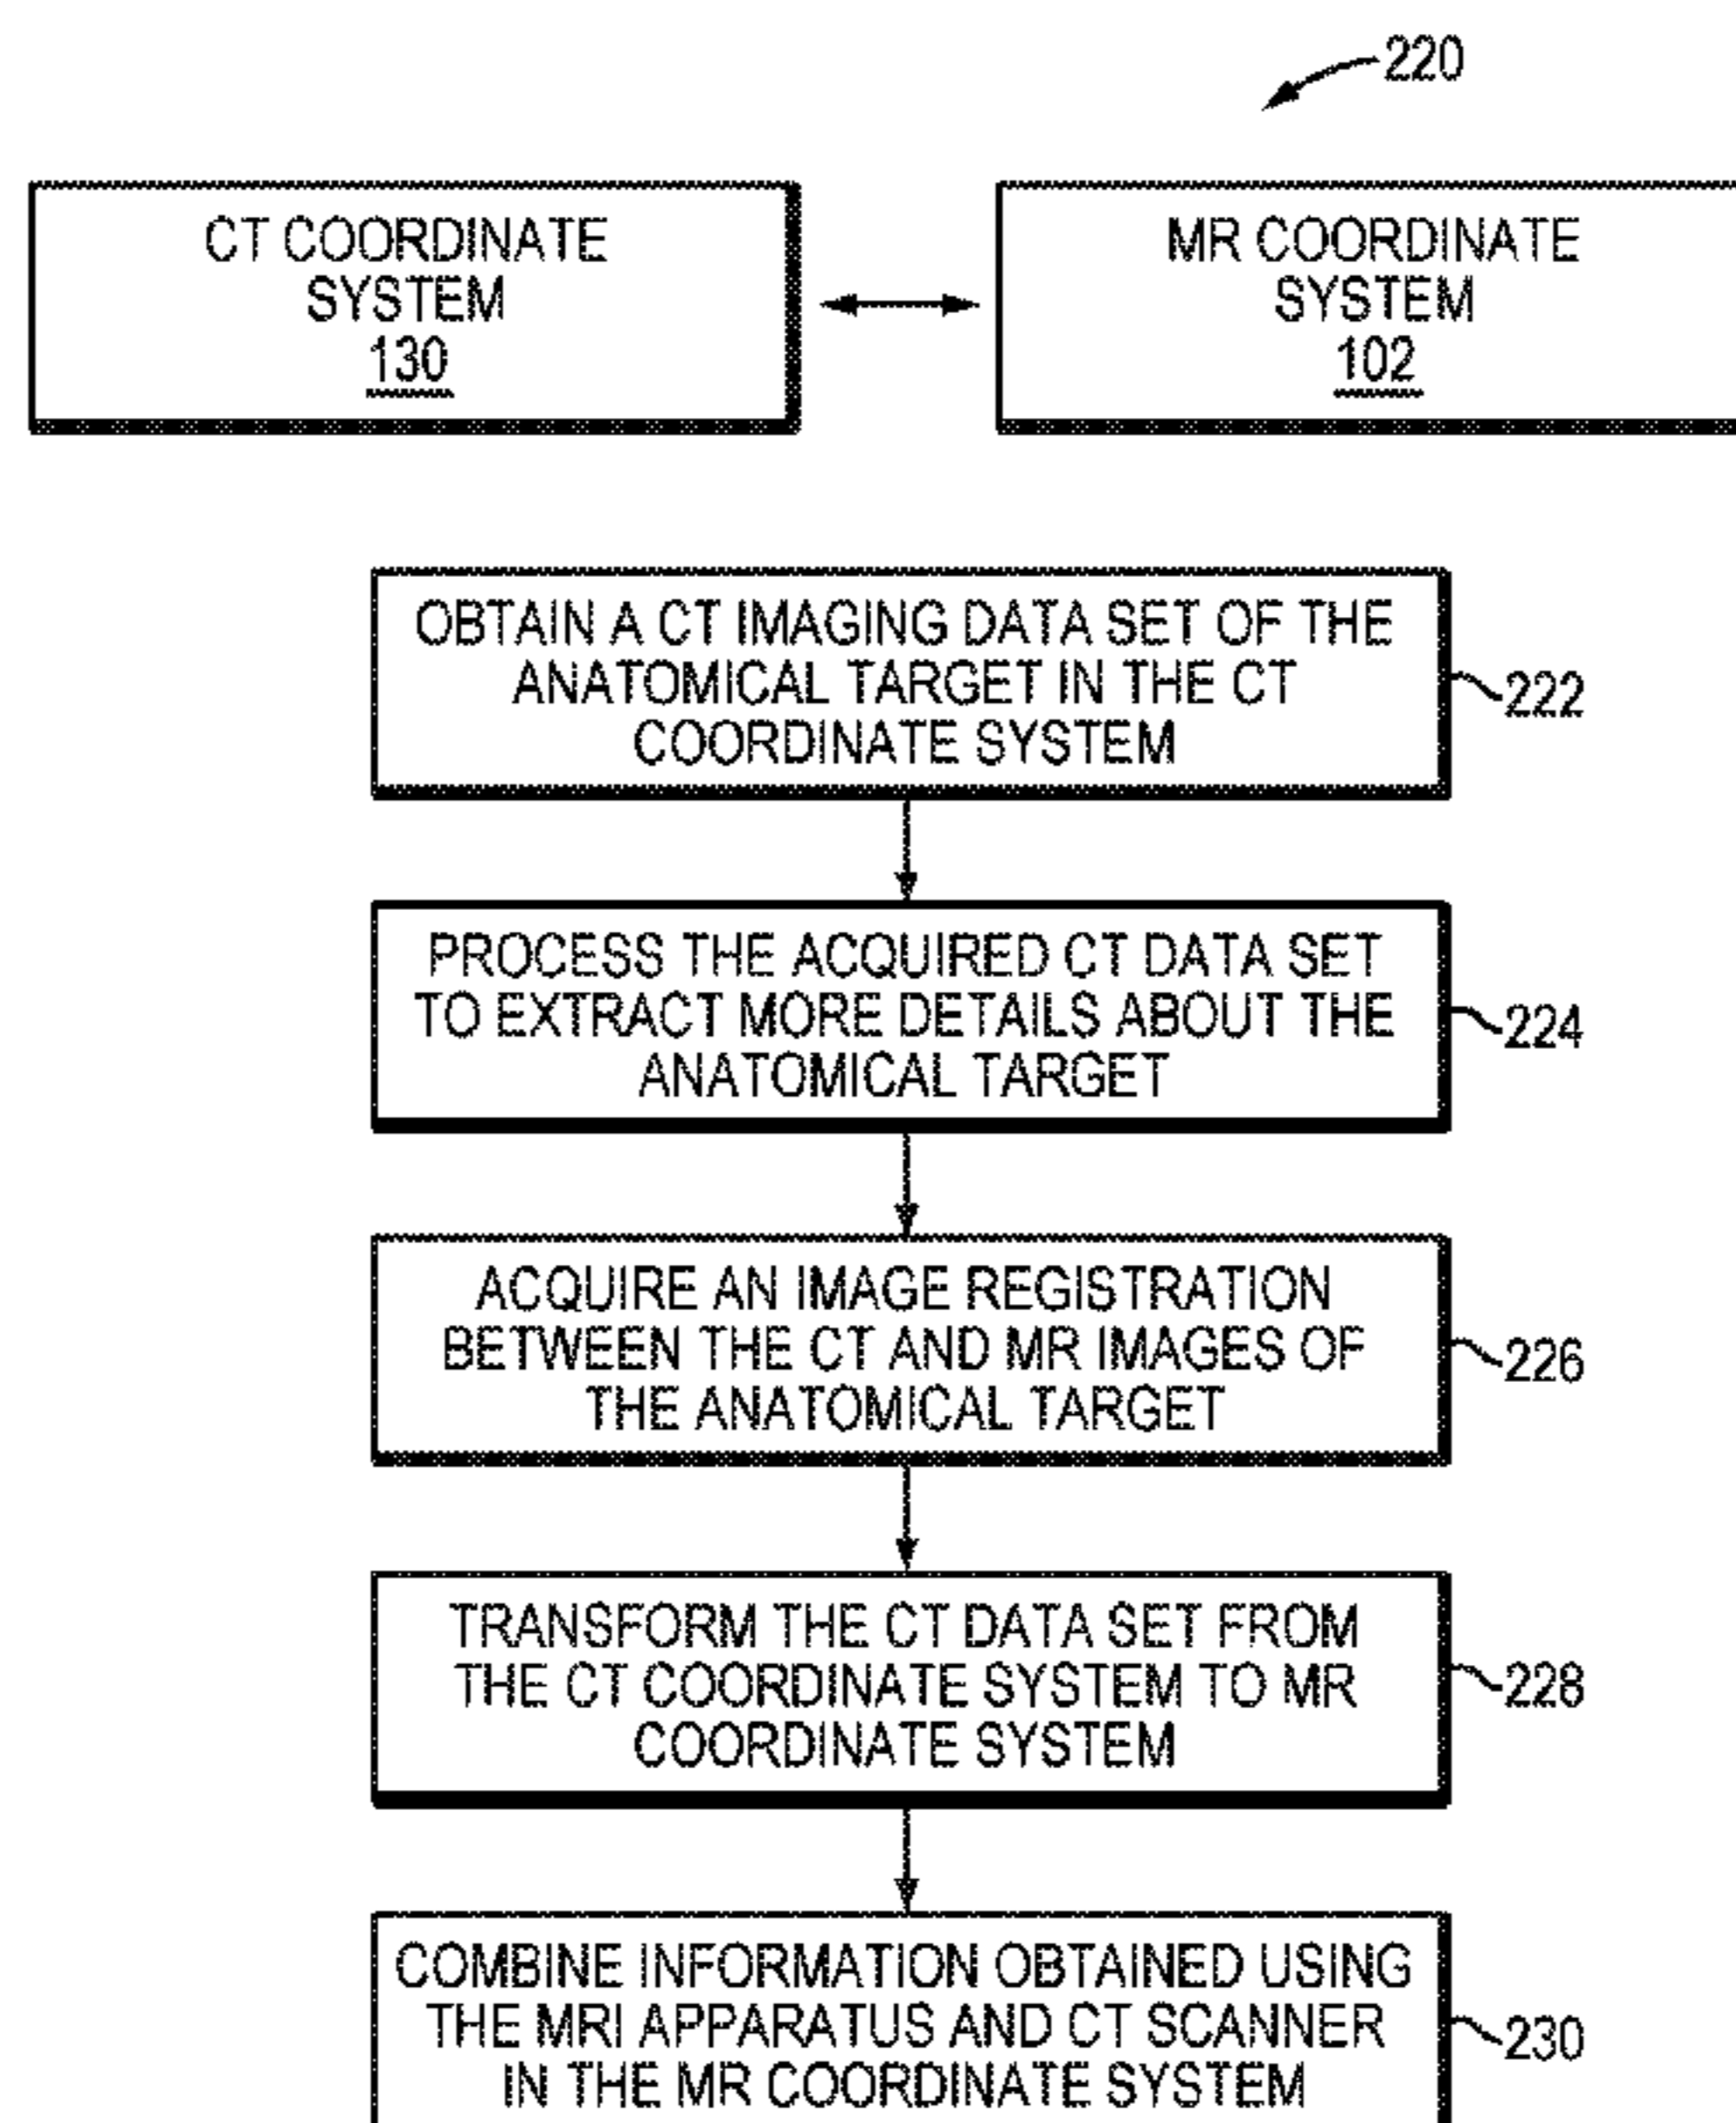 220
CT COORDINATE
SYSTEM
130
MR COORDINATE
SYSTEM
102
OBTAIN A CT IMAGING DATA SET OF THE
ANATOMICAL TARGET IN THE CT
COORDINATE SYSTEM
222
PROCESS THE ACQUIRED CT DATA SET
TO EXTRACT MORE DETAILS ABOUT THE
ANATOMICAL TARGET
224
ACQUIRE AN IMAGE REGISTRATION
BETWEEN THE CT AND MR IMAGES OF
THE ANATOMICAL TARGET
226
TRANSFORM THE CT DATA SET FROM
THE CT COORDINATE SYSTEM TO MR
COORDINATE SYSTEM
228
COMBINE INFORMATION OBTAINED USING
THE MRI APPARATUS AND CT SCANNER
IN THE MR COORDINATE SYSTEM
230